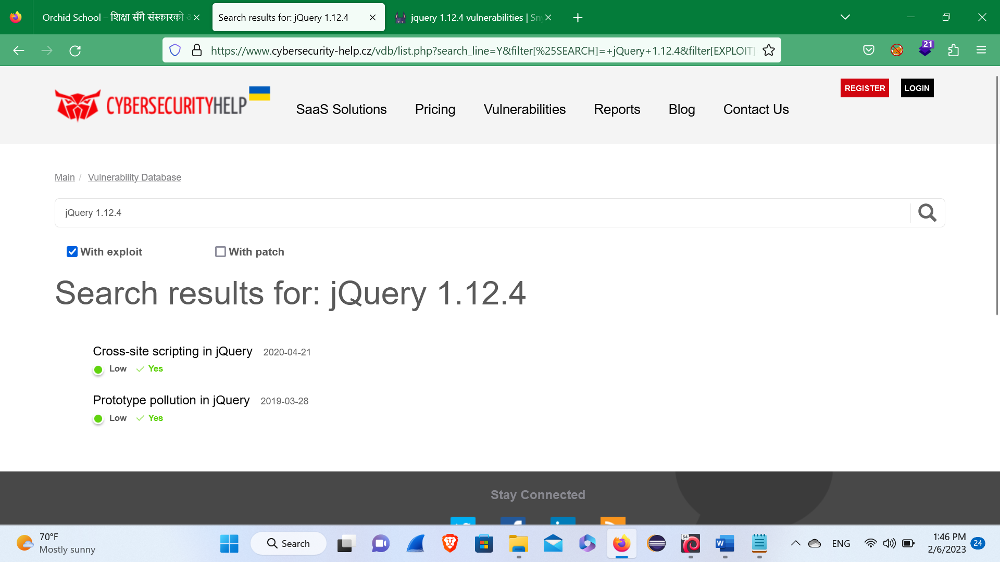 Orchid School – शिक्षा सँगै संस्कारको
Search results for: jQuery 1.12.4
jquery 1.12.4 vulnerabilities | Sny
https://www.cybersecurity-help.cz/vdb/list.php?search_line=Y&filter[%25SEARCH]=+jQuery+1.12.4&filter[EXPLOIT]
21
CYBERSECURITYHELP
SaaS Solutions
Pricing
Vulnerabilities
Reports
Blog
Contact Us
REGISTER
LOGIN
Main / Vulnerability Database
jQuery 1.12.4
With exploit
With patch
Search results for: jQuery 1.12.4
Cross-site scripting in jQuery 2020-04-21
Low Yes
Prototype pollution in jQuery 2019-03-28
Low Yes
Stay Connected
70°F
Mostly sunny
Search
64
W
ENG
1:46 PM
2/6/2023
24